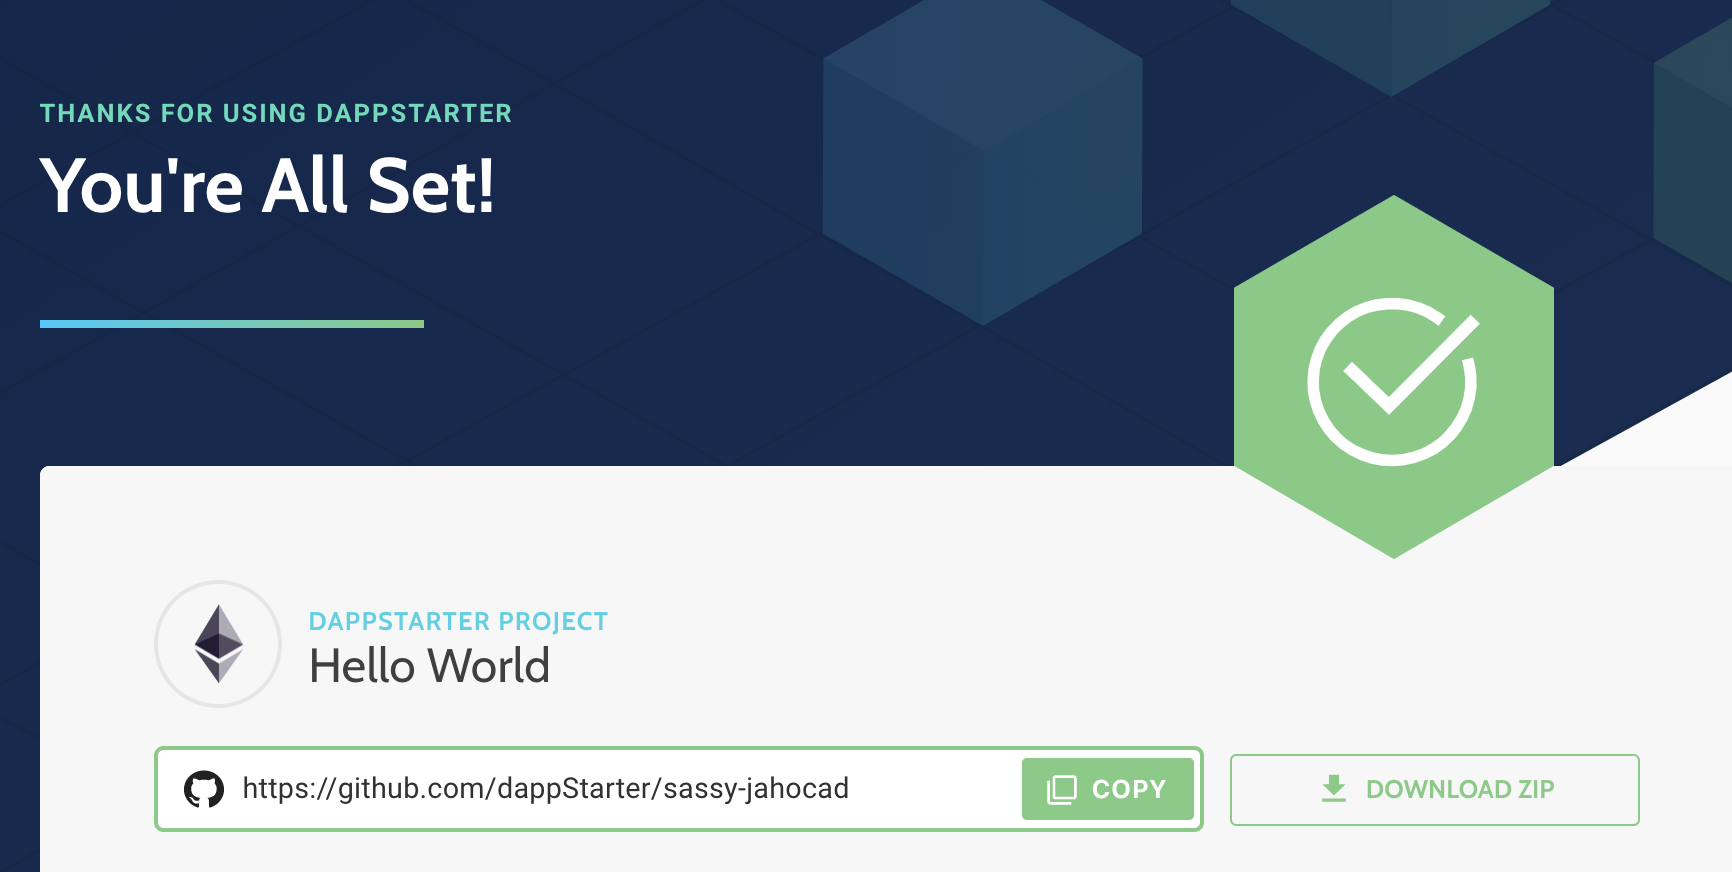 THANKS FOR USING DAPPSTARTER
You're All Set!
DAPPSTARTER PROJECT
Hello World
https://github.com/dappStarter/sassy-jahocad
COPY
DOWNLOAD ZIP